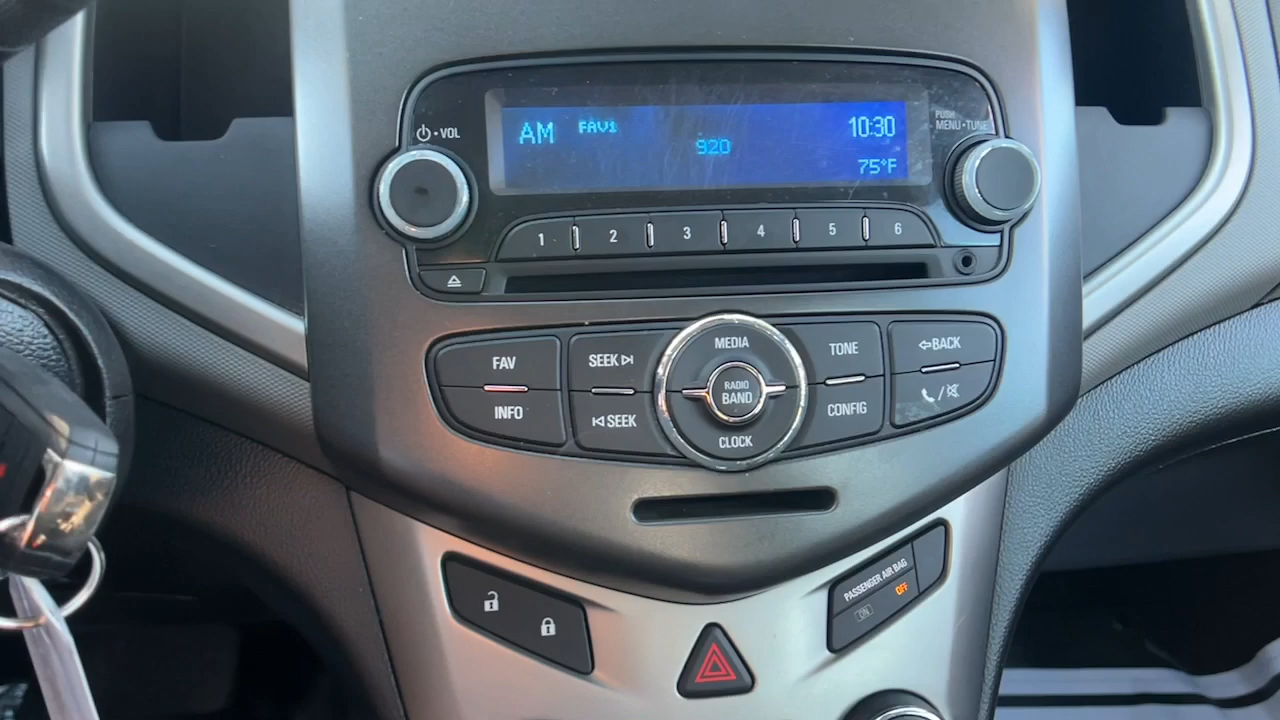 VOL
AM FAV1 920 10:30
75°F
PUSH
MENU•TUNE
1 2 3 4 5 6
FAV
INFO
SEEK
SEEK
MEDIA
RADIO
BAND
CLOCK
TONE
CONFIG
BACK
/
PASSENGER AIR BAG
ON OFF